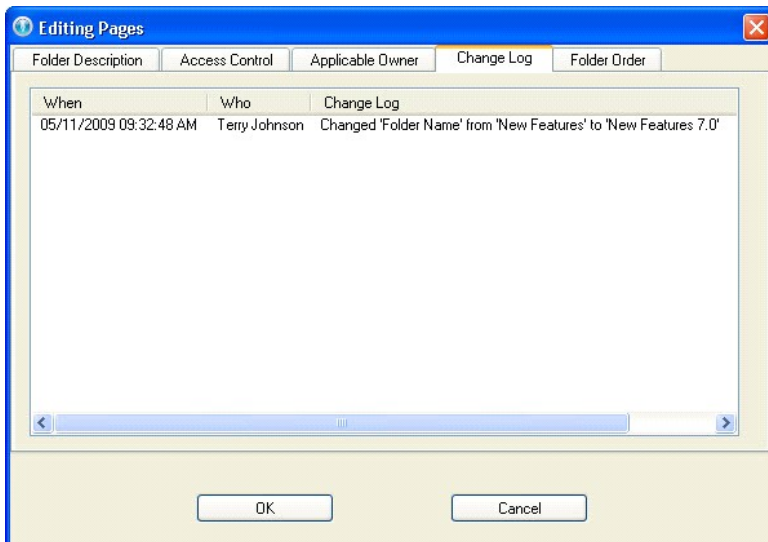 Editing Pages
Folder Description Access Control Applicable Owner Change Log Folder Order
When Who Change Log
05/11/2009 09:32:48 AM Terry Johnson Changed 'Folder Name' from 'New Features' to 'New Features 7.0'
OK Cancel